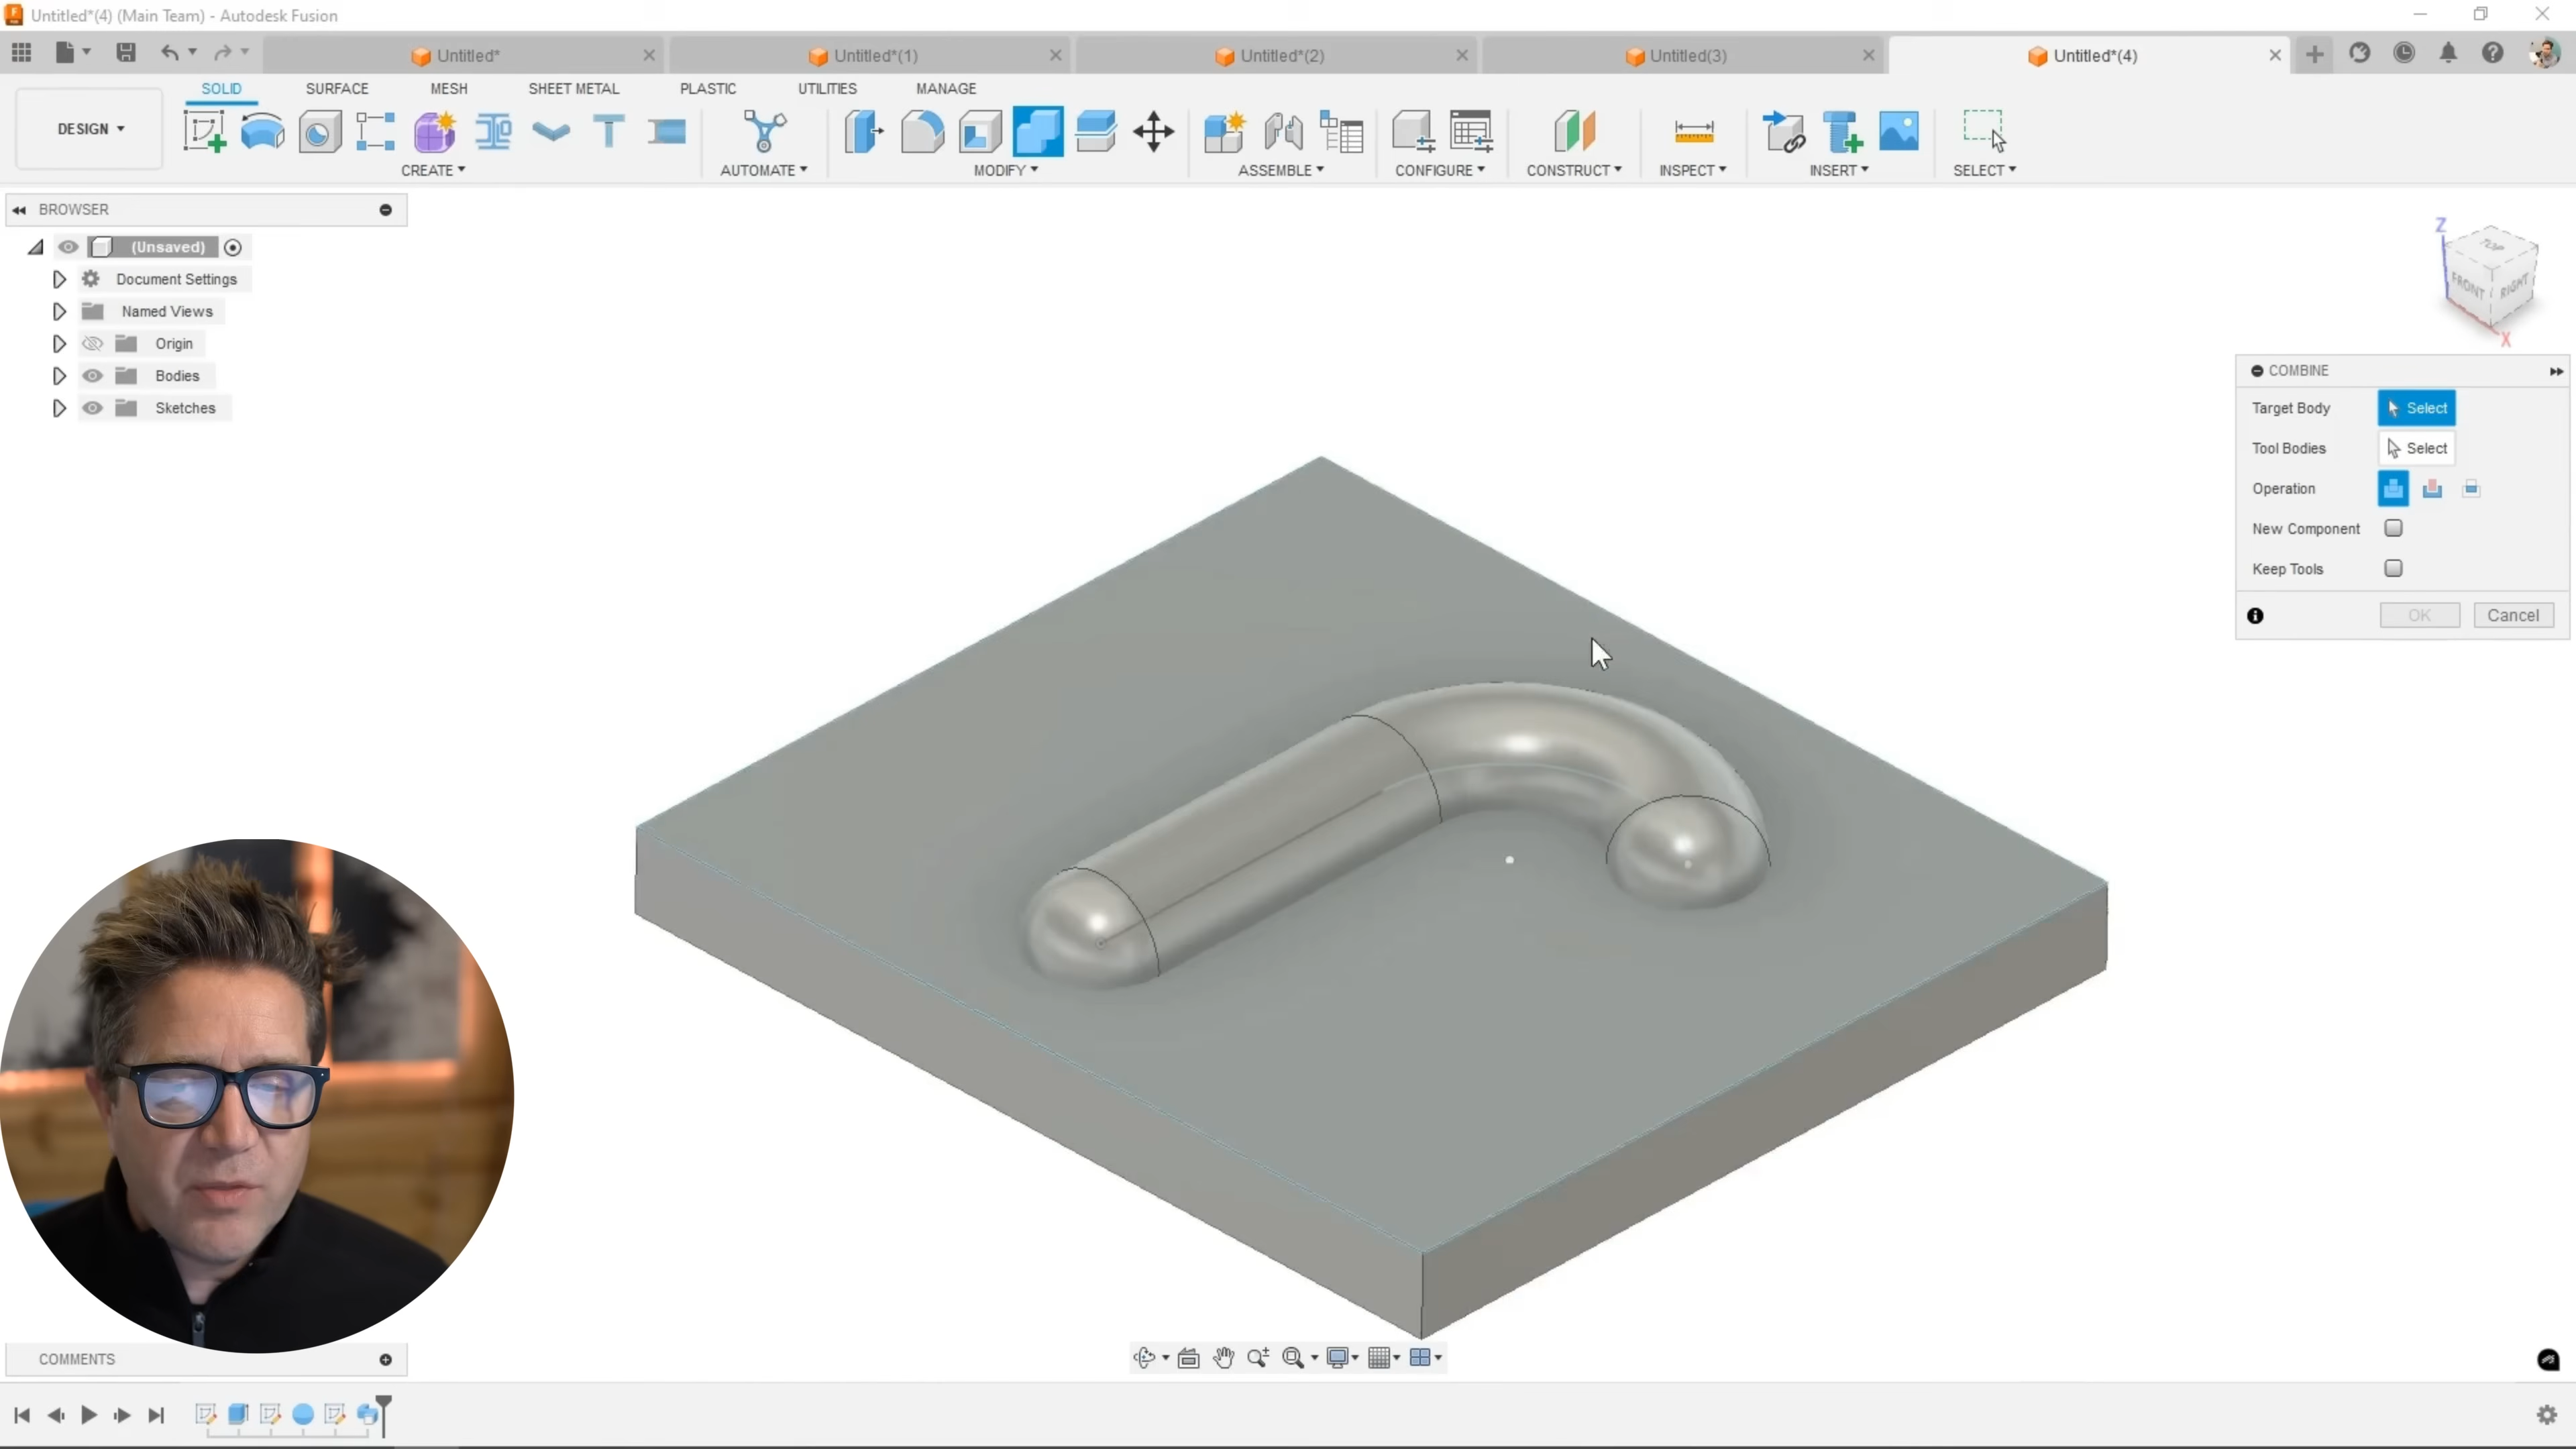 Untitled*(4) (Main Team) - Autodesk Fusion
Untitled*
Untitled*(1)
Untitled*(2)
Untitled(3)
Untitled*(4)
DESIGN
SOLID
SURFACE
MESH
SHEET METAL
PLASTIC
UTILITIES
MANAGE
CREATE
AUTOMATE
MODIFY
ASSEMBLE
CONFIGURE
CONSTRUCT
INSPECT
INSERT
SELECT
BROWSER
(Unsaved)
Document Settings
Named Views
Origin
Bodies
Sketches
Z
TOP
FRONT
RIGHT
X
COMBINE
Target Body
Select
Tool Bodies
Select
Operation
New Component
Keep Tools
OK
Cancel
COMMENTS